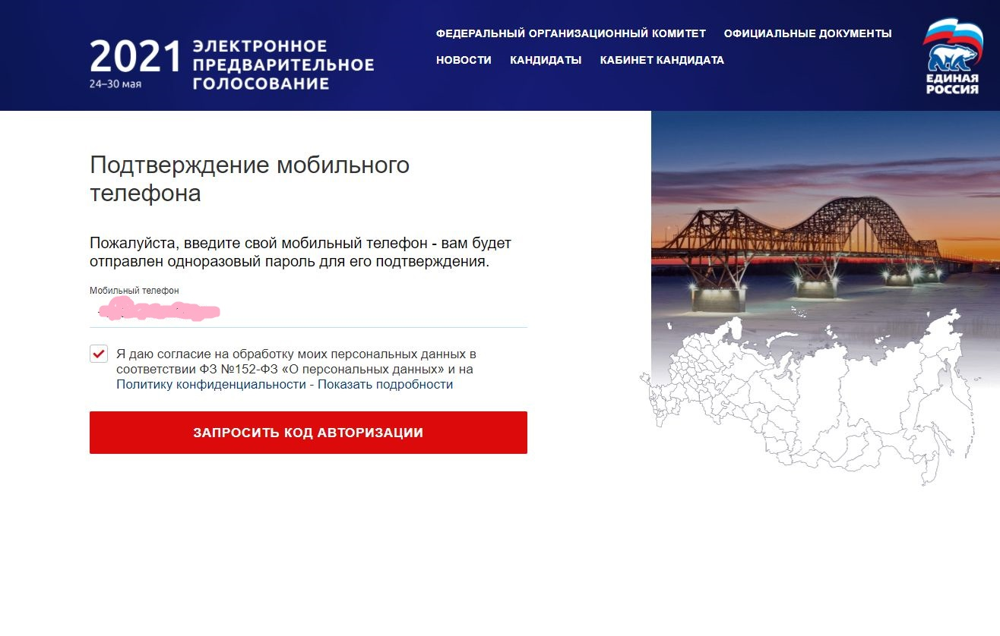 2021
24–30 мая
ЭЛЕКТРОННОЕ
ПРЕДВАРИТЕЛЬНОЕ
ГОЛОСОВАНИЕ
ФЕДЕРАЛЬНЫЙ ОРГАНИЗАЦИОННЫЙ КОМИТЕТ ОФИЦИАЛЬНЫЕ ДОКУМЕНТЫ
НОВОСТИ КАНДИДАТЫ КАБИНЕТ КАНДИДАТА
ЕДИНАЯ
РОССИЯ
Подтверждение мобильного
телефона
Пожалуйста, введите свой мобильный телефон - вам будет
отправлен одноразовый пароль для его подтверждения.
Мобильный телефон
Я даю согласие на обработку моих персональных данных в
соответствии ФЗ №152-ФЗ «О персональных данных» и на
Политику конфиденциальности - Показать подробности
ЗАПРОСИТЬ КОД АВТОРИЗАЦИИ